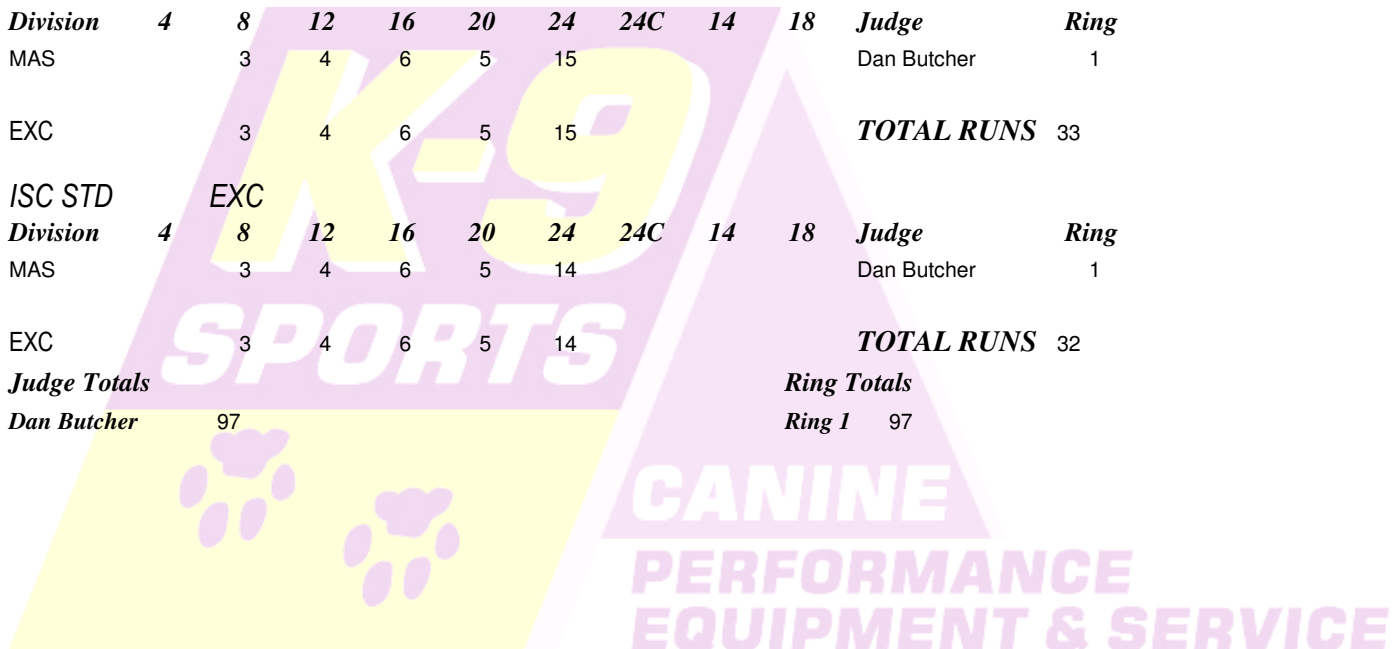 Division 4 8 12 16 20 24 24C 14 18 Judge Ring
MAS 3 4 6 5 15 Dan Butcher 1
EXC 3 4 6 5 15 TOTAL RUNS 33
ISC STD EXC
Division 4 8 12 16 20 24 24C 14 18 Judge Ring
MAS 3 4 6 5 14 Dan Butcher 1
EXC 3 4 6 5 14 TOTAL RUNS 32
Judge Totals Ring Totals
Dan Butcher 97 Ring 1 97
K-9
SPORTS
CANINE
PERFORMANCE
EQUIPMENT & SERVICE